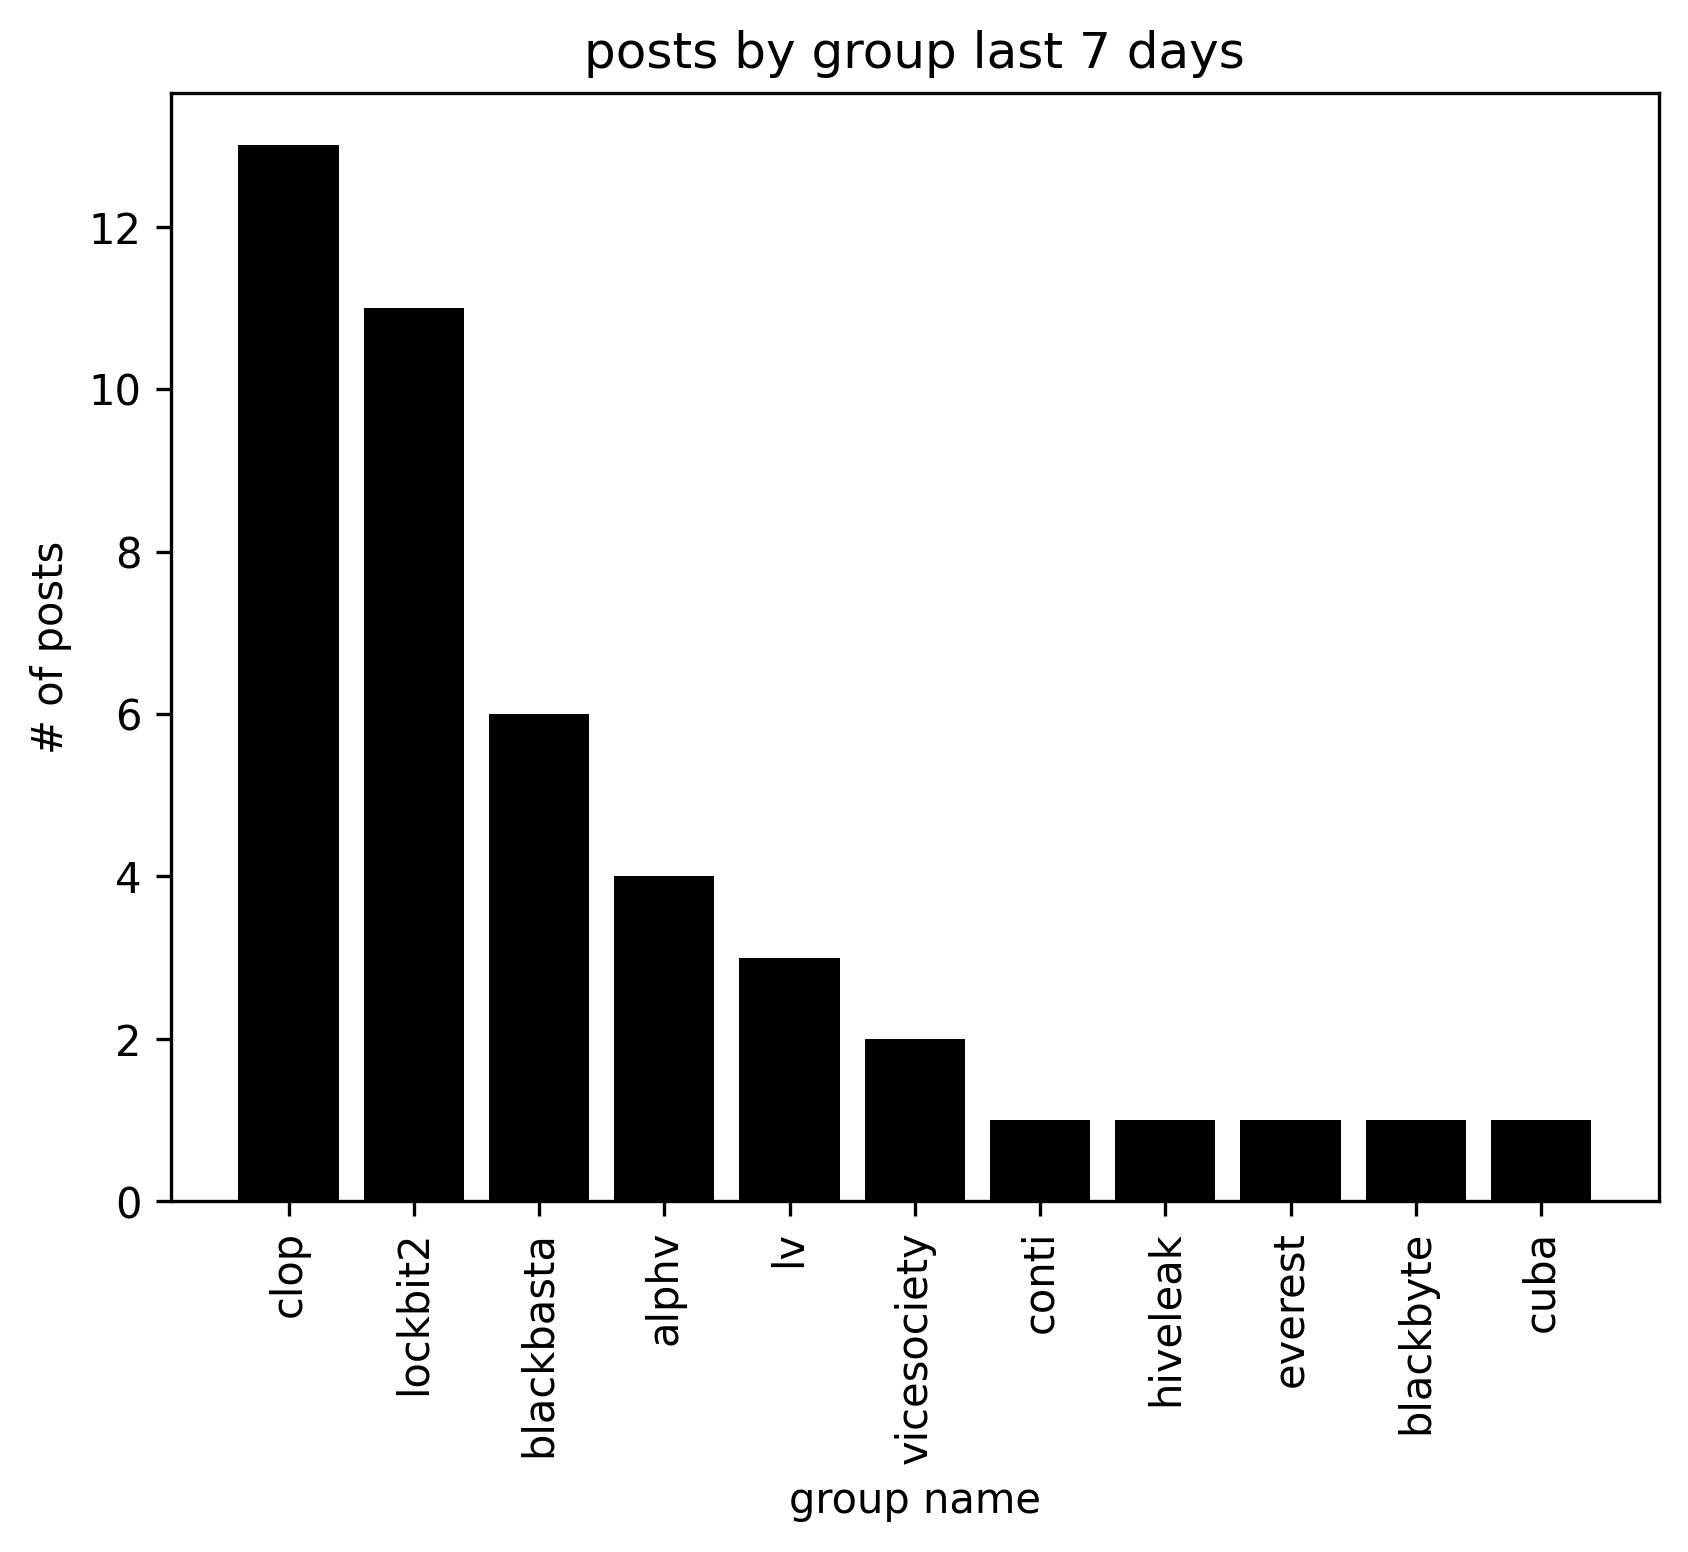 posts by group last 7 days
# of posts
12
10
8
6
4
2
0
clop
lockbit2
blackbasta
alphv
lv
vicesociety
conti
hiveleak
everest
blackbyte
cuba
group name